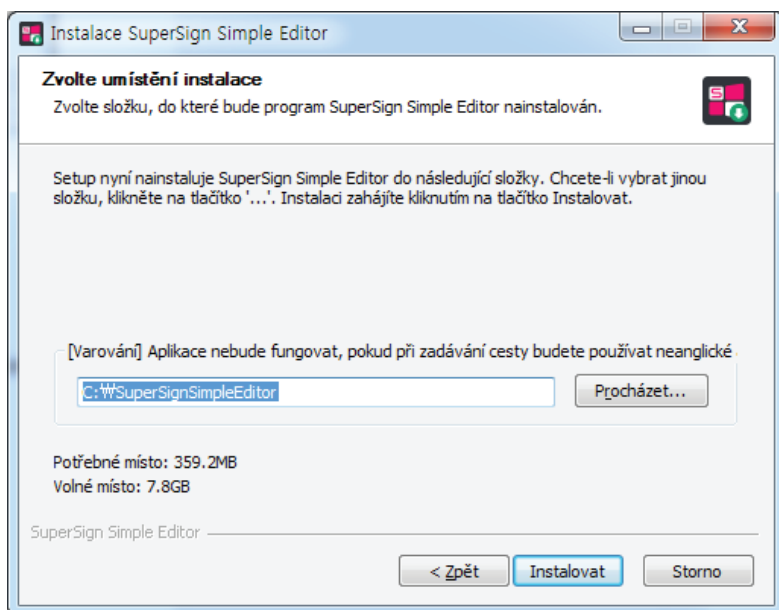 Instalace SuperSign Simple Editor
Zvolte umístění instalace
Zvolte složku, do které bude program SuperSign Simple Editor nainstalován.
S
Setup nyní nainstaluje SuperSign Simple Editor do následující složky. Chcete-li vybrat jinou
složku, klikněte na tlačítko '...'. Instalaci zahájíte kliknutím na tlačítko Instalovat.
[Varování] Aplikace nebude fungovat, pokud při zadávání cesty budete používat neanglické
C:₩SuperSignSimpleEditor
Procházet...
Potřebné místo: 359.2MB
Volné místo: 7.8GB
SuperSign Simple Editor
< Zpět
Instalovat
Storno